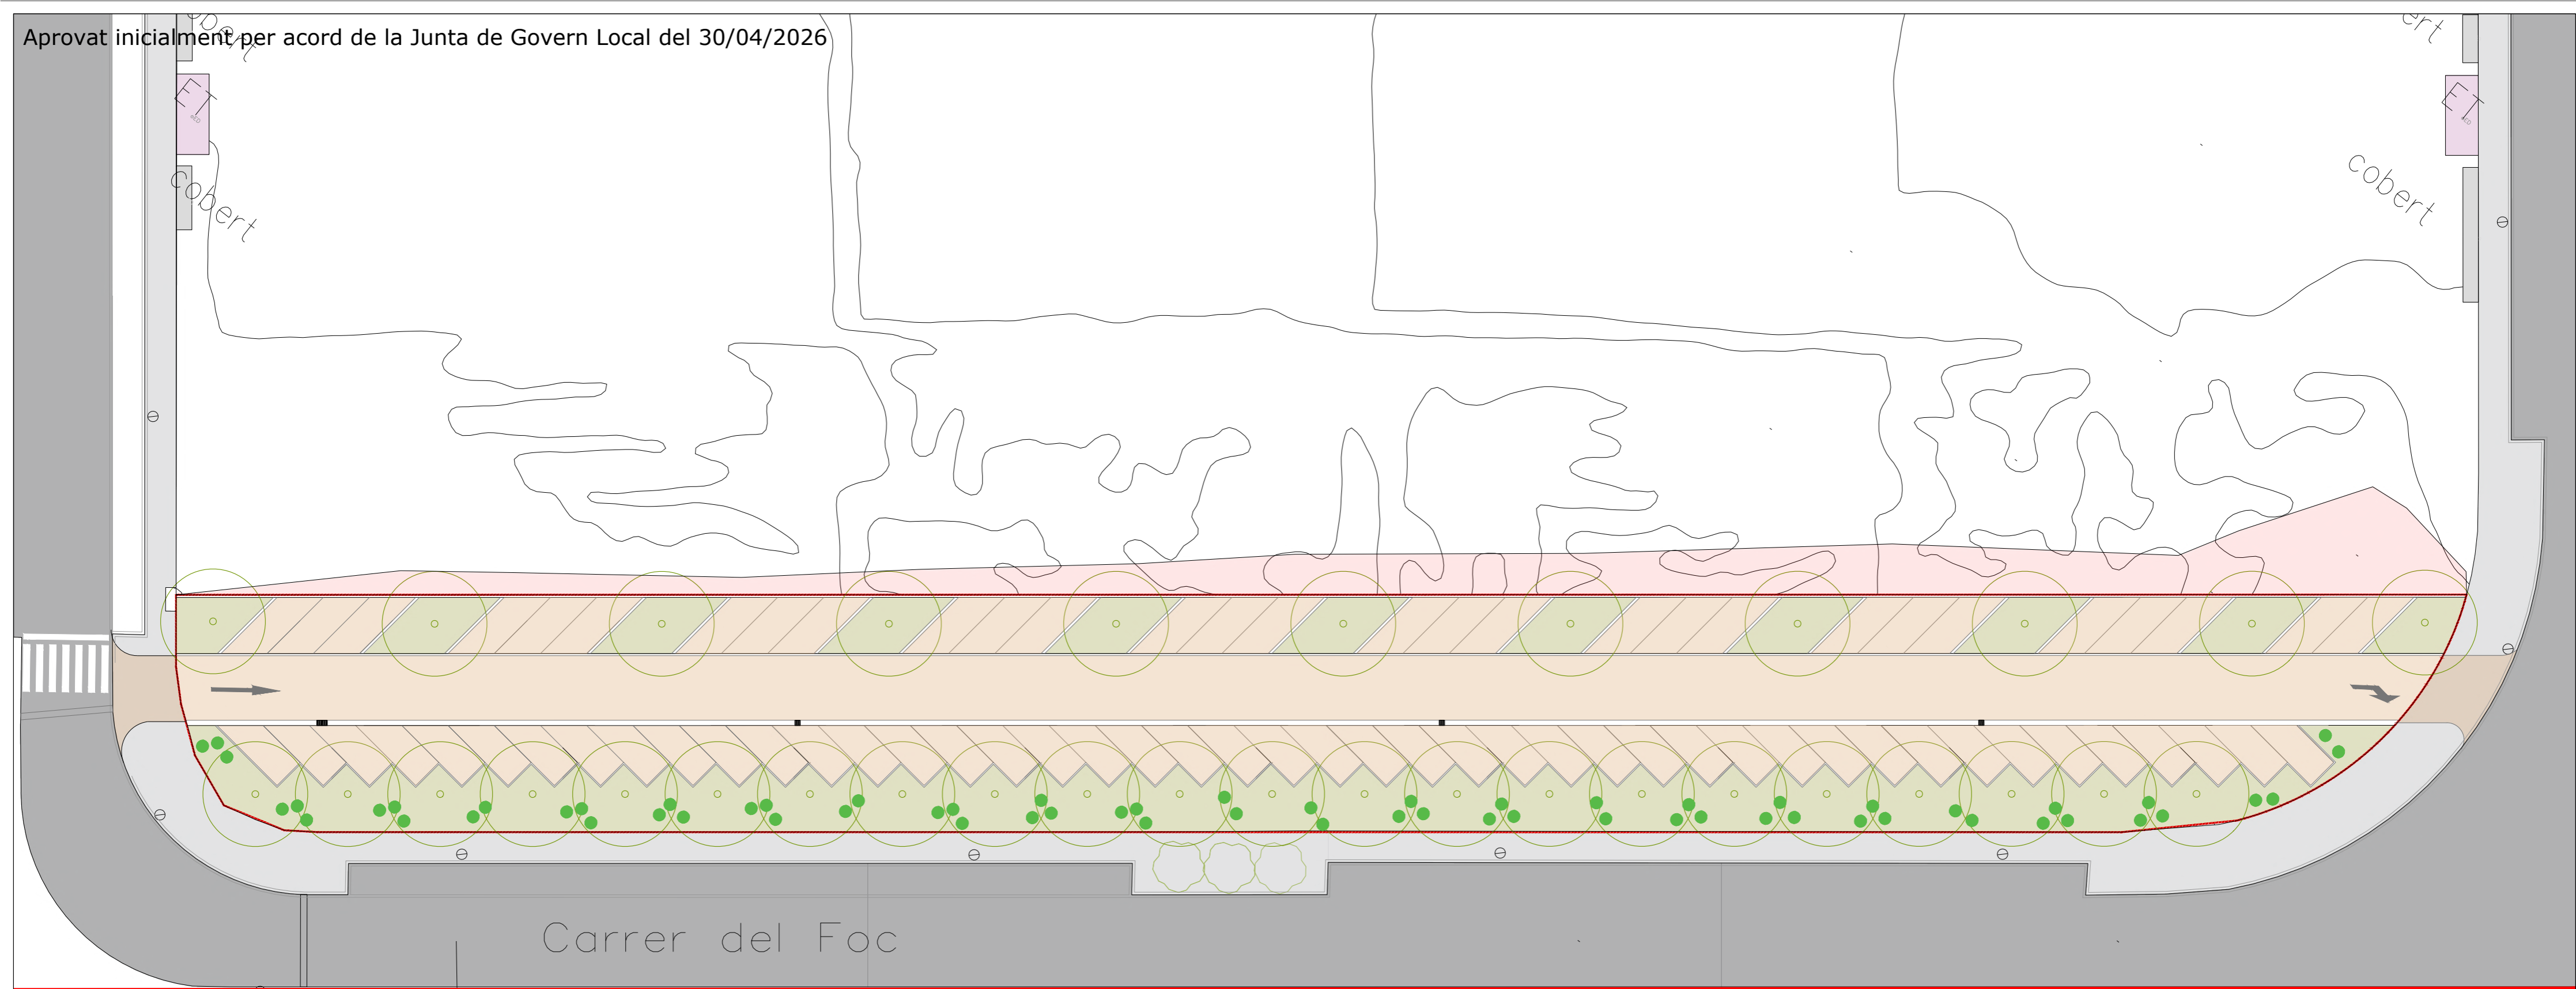 obert
Aprovat inicialment per acord de la Junta de Govern Local del 30/04/2026
ET
ET
cobert
cobert
Carrer del Foc